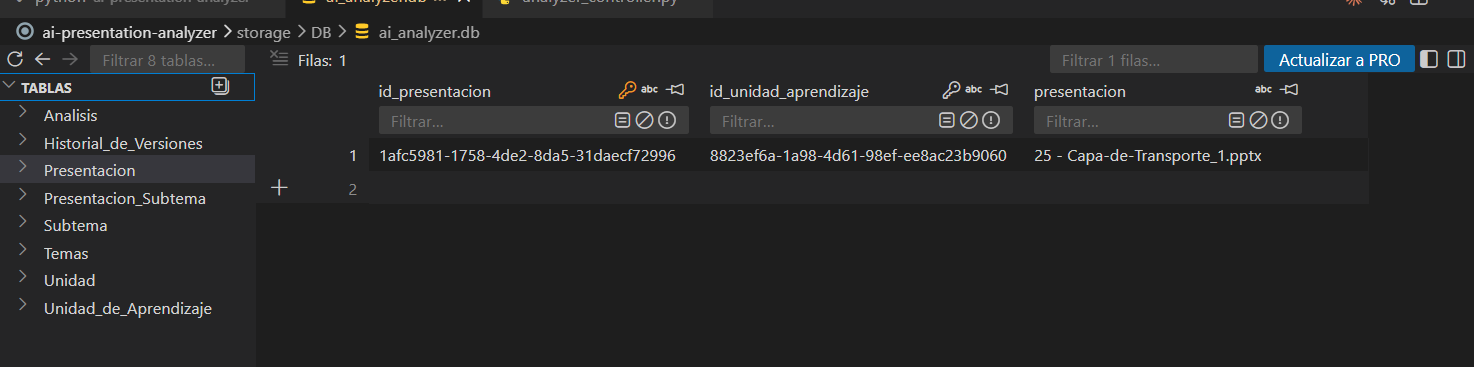 ai-presentation-analyzer > storage > DB > ai_analyzer.db
Filtrar 8 tablas...
Filas: 1
Filtrar 1 filas...
Actualizar a PRO
TABLAS
Analisis
Historial_de_Versiones
Presentacion
Presentacion_Subtema
Subtema
Temas
Unidad
Unidad_de_Aprendizaje
id_presentacion abc
id_unidad_aprendizaje abc
presentacion abc
Filtrar...
Filtrar...
Filtrar...
1 1afc5981-1758-4de2-8da5-31daecf72996 8823ef6a-1a98-4d61-98ef-ee8ac23b9060 25 - Capa-de-Transporte_1.pptx
2